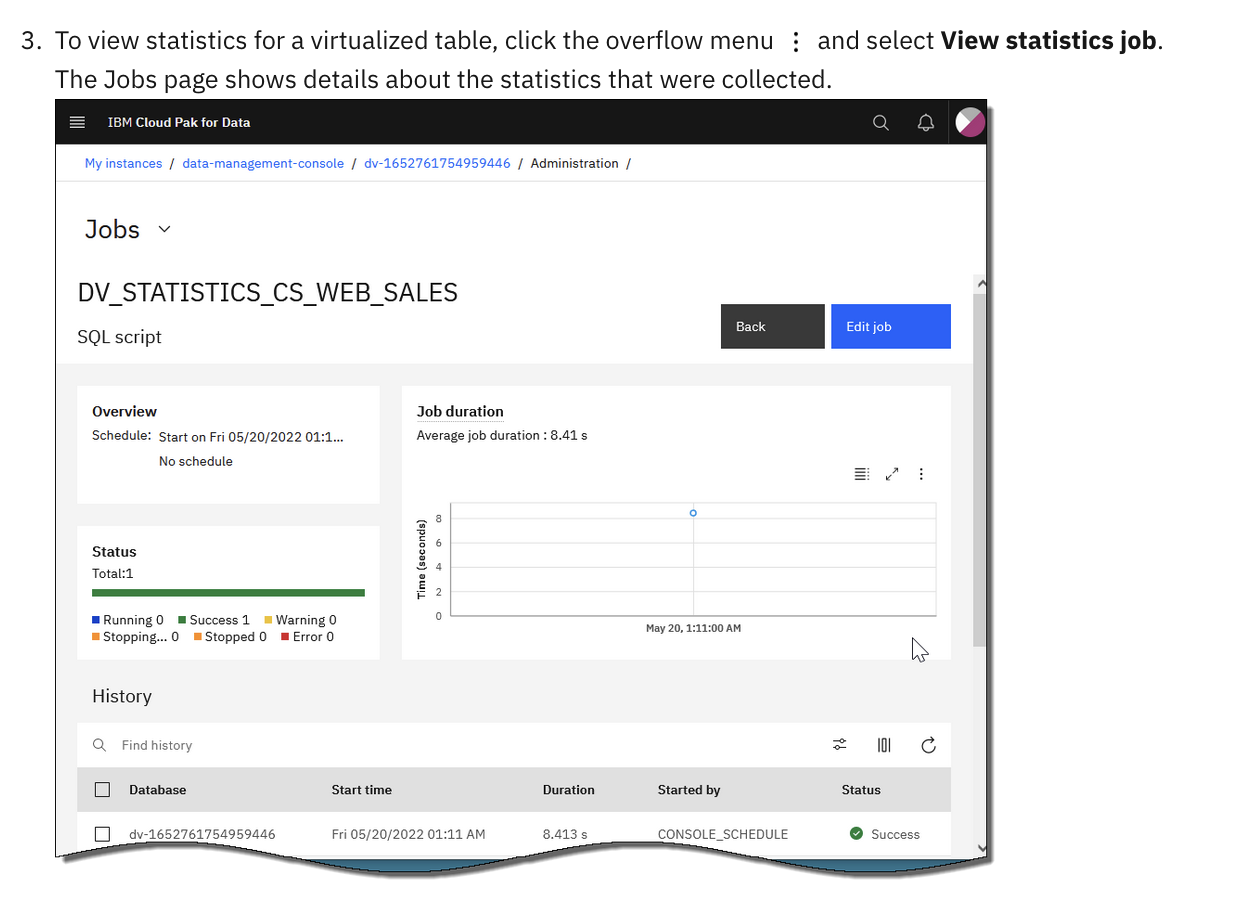 3. To view statistics for a virtualized table, click the overflow menu ⋮ and select View statistics job.
The Jobs page shows details about the statistics that were collected.
IBM Cloud Pak for Data
My instances / data-management-console / dv-1652761754959446 / Administration /
Jobs
DV_STATISTICS_CS_WEB_SALES
SQL script
Back
Edit job
Overview
Schedule: Start on Fri 05/20/2022 01:1...
No schedule
Status
Total:1
Running 0 Success 1 Warning 0
Stopping... 0 Stopped 0 Error 0
Job duration
Average job duration : 8.41 s
Time (seconds)
8
6
4
2
0
May 20, 1:11:00 AM
History
Find history
Database Start time Duration Started by Status
dv-1652761754959446 Fri 05/20/2022 01:11 AM 8.413 s CONSOLE_SCHEDULE Success